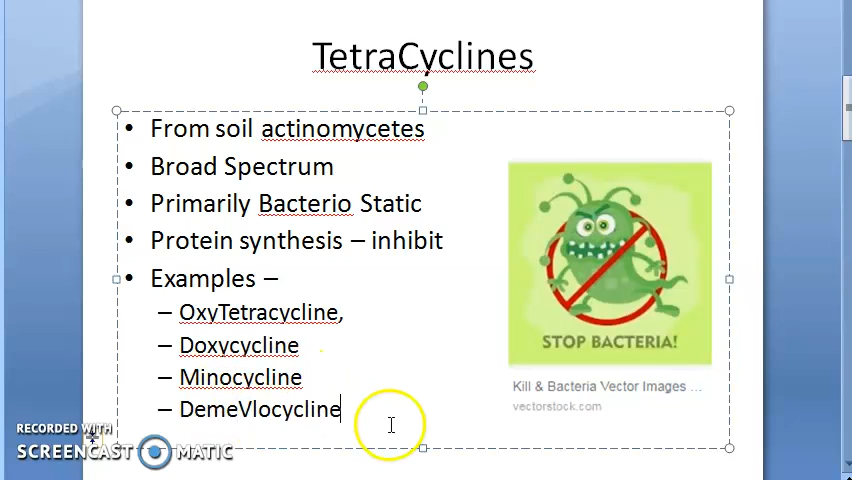 TetraCyclines
• From soil actinomycetes
• Broad Spectrum
• Primarily Bacterio Static
• Protein synthesis – inhibit
• Examples –
– OxyTetracycline,
– Doxycycline
– Minocycline
– DemeVlocycline
STOP BACTERIA!
Kill & Bacteria Vector Images ...
vectorstock.com
RECORDED WITH
SCREENCAST MATIC